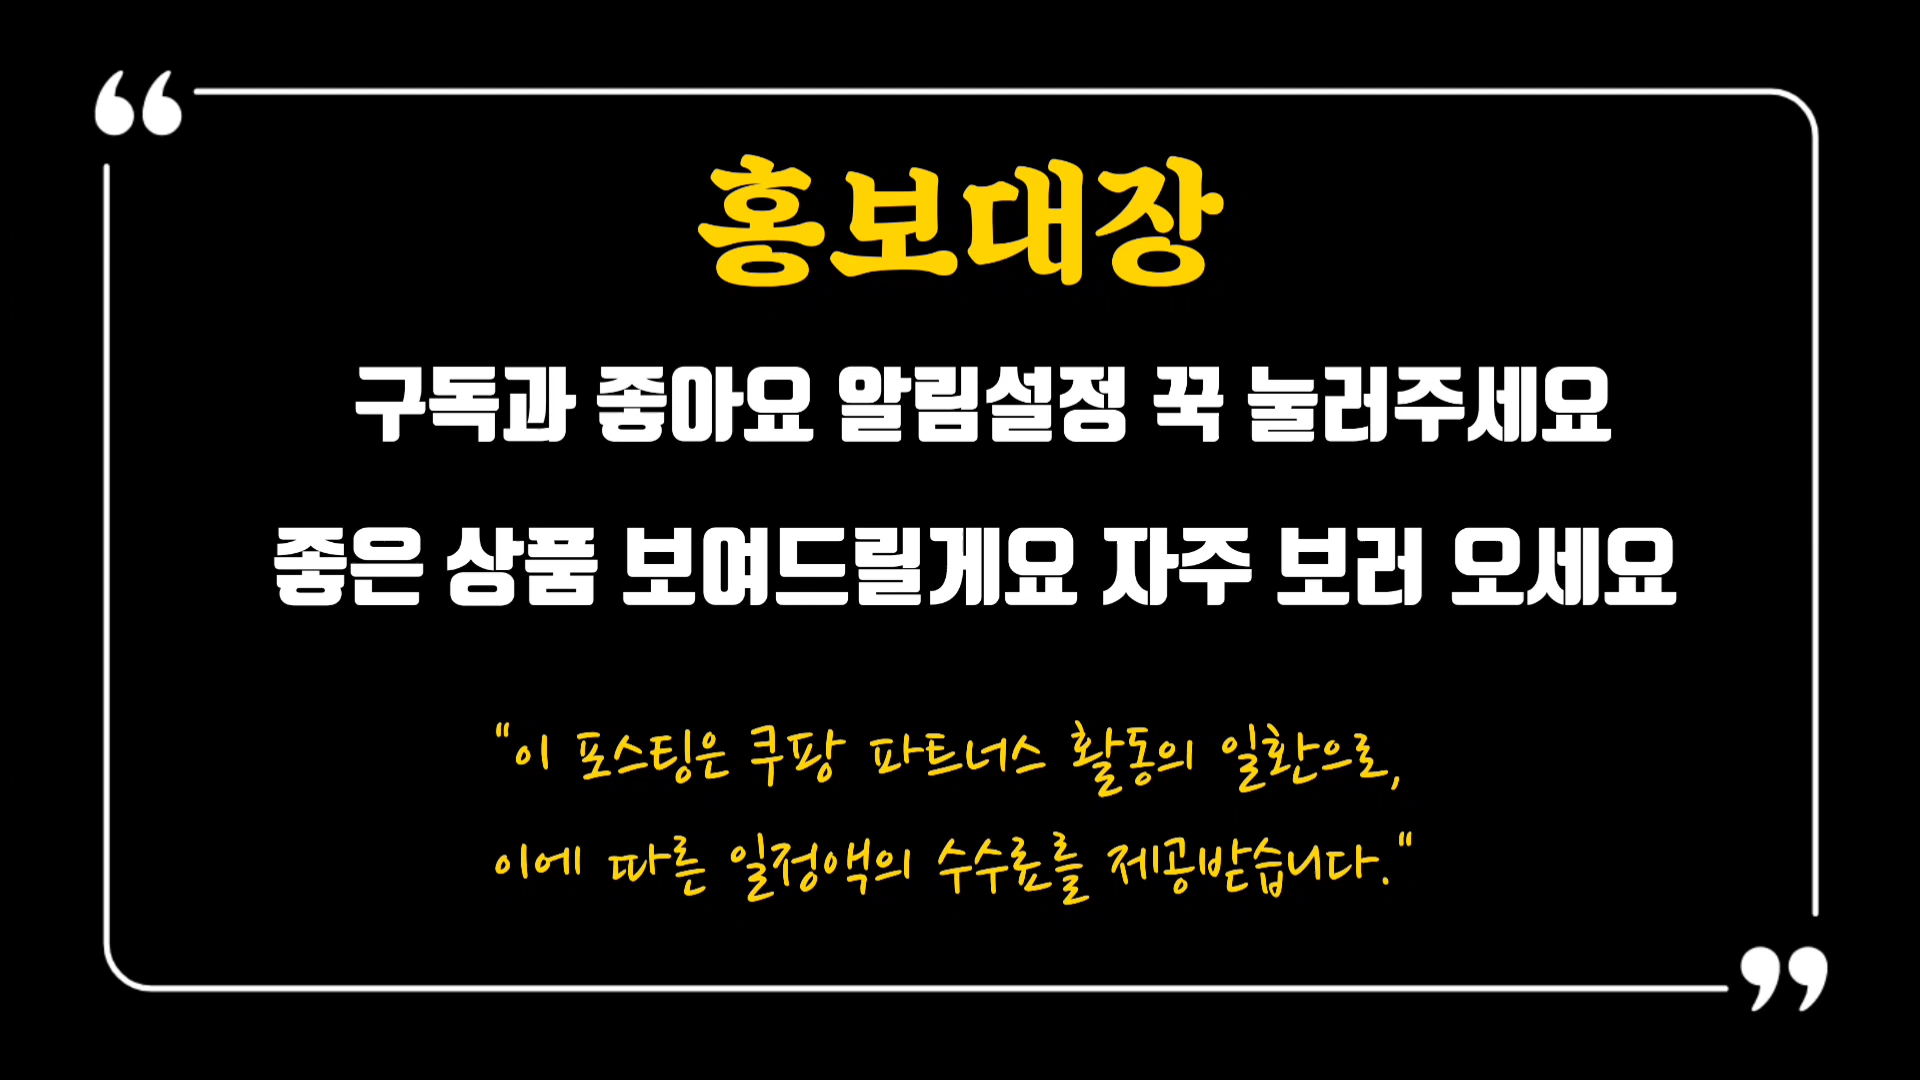 홍보대장
구독과 좋아요 알림설정 꾹 눌러주세요
좋은 상품 보여드릴게요 자주 보러 오세요
"이 포스팅은 쿠팡 파트너스 활동의 일환으로,
이에 따른 일정액의 수수료를 제공받습니다."